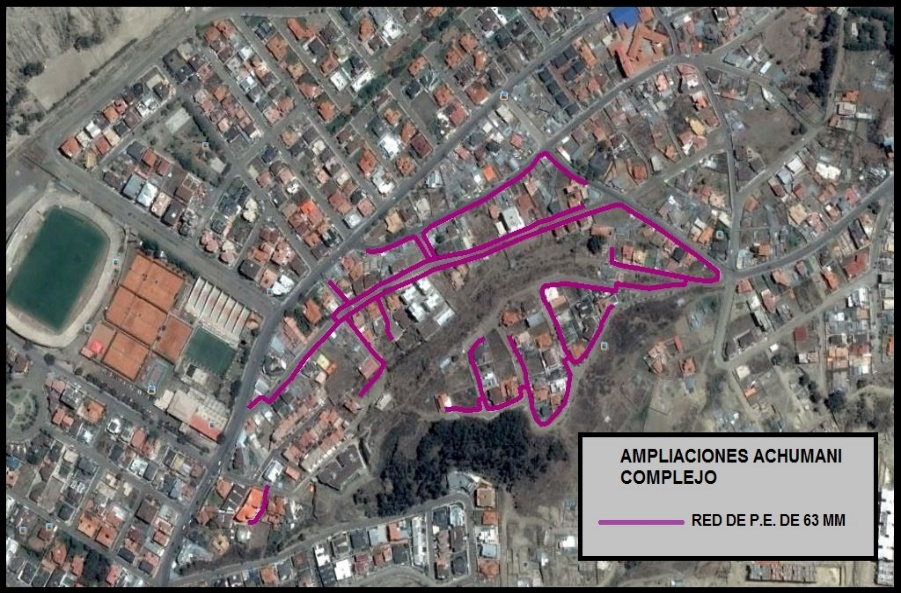 AMPLIACIONES ACHUMANI
COMPLEJO
RED DE P.E. DE 63 MM